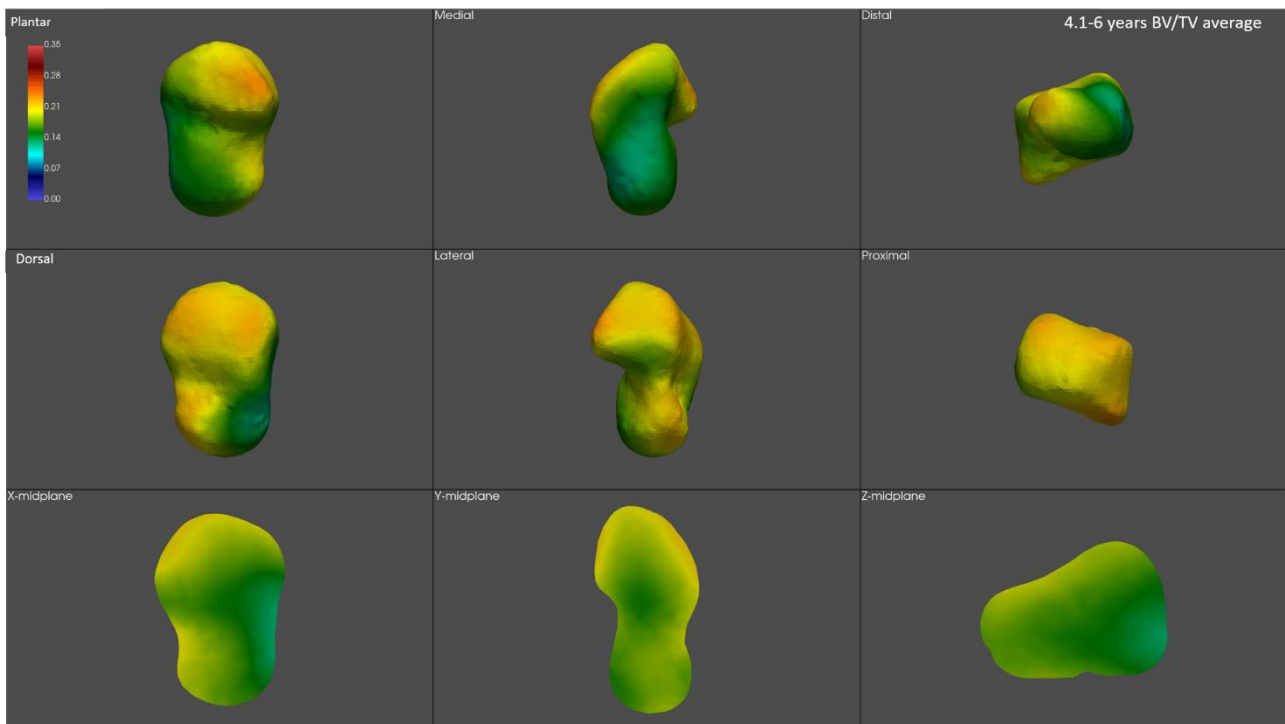 Plantar
0.35
0.28
0.21
0.14
0.07
0.00
Medial
Distal
4.1-6 years BV/TV average
Dorsal
Lateral
Proximal
X-midplane
Y-midplane
Z-midplane